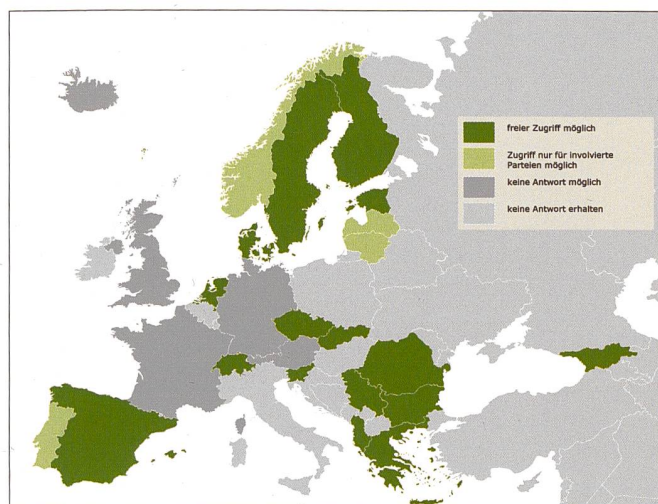 freier Zugriff möglich
Zugriff nur für involvierte
Parteien möglich
keine Antwort möglich
keine Antwort erhalten